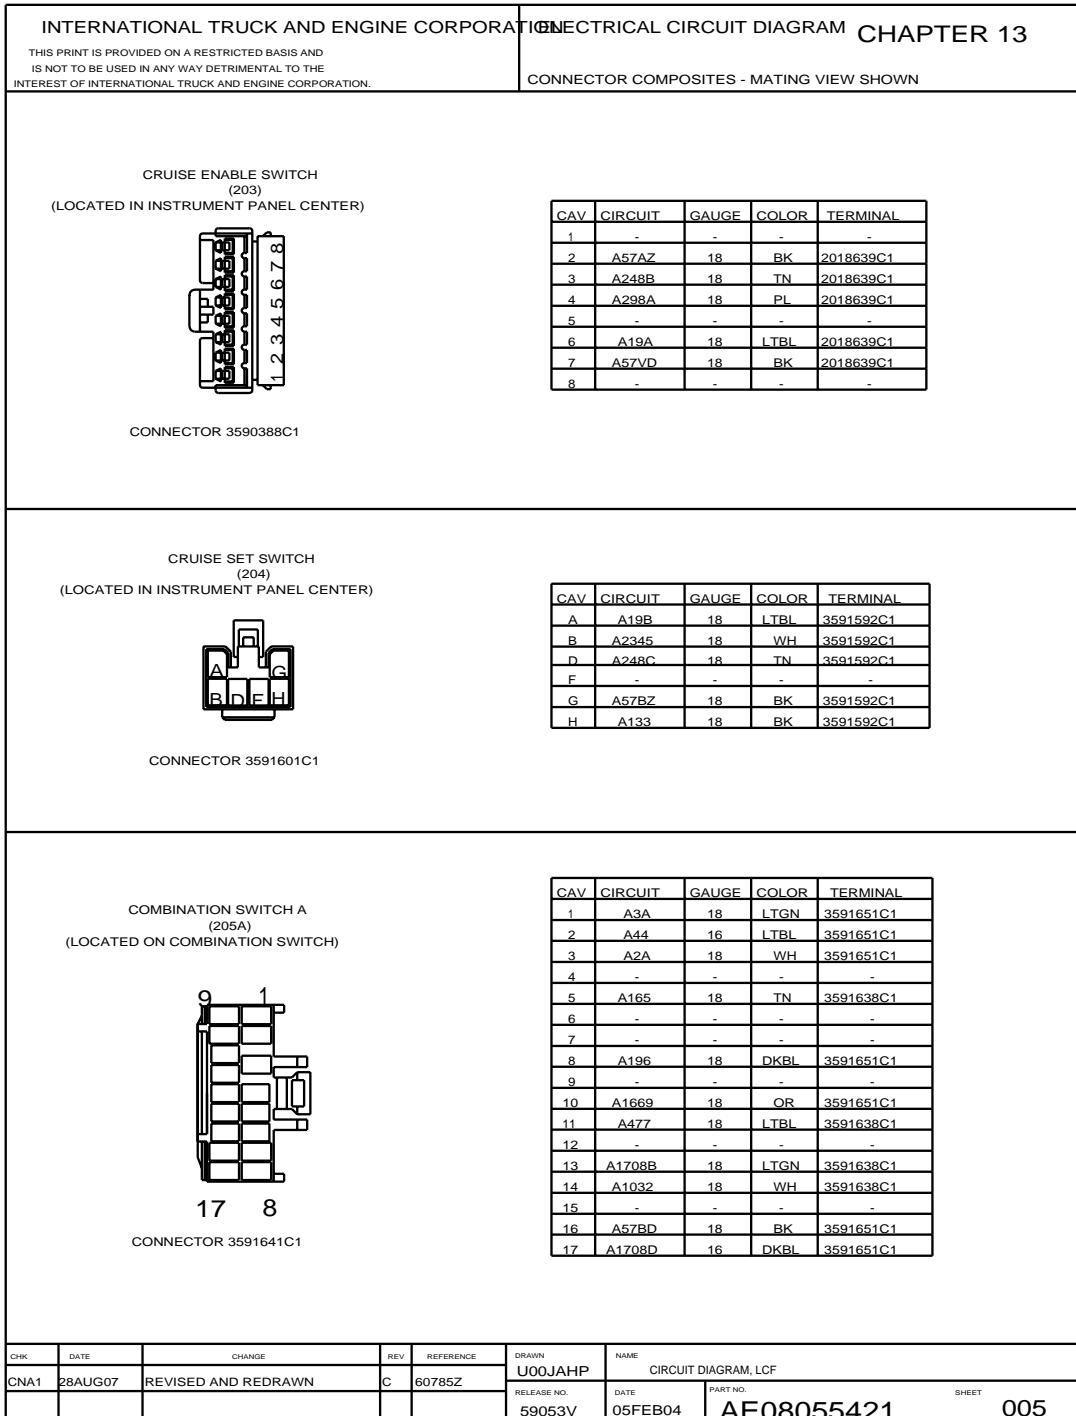 INTERNATIONAL TRUCK AND ENGINE CORPORATION
THIS PRINT IS PROVIDED ON A RESTRICTED BASIS AND
IS NOT TO BE USED IN ANY WAY DETRIMENTAL TO THE
INTEREST OF INTERNATIONAL TRUCK AND ENGINE CORPORATION.
ELECTRICAL CIRCUIT DIAGRAM CHAPTER 13
CONNECTOR COMPOSITES - MATING VIEW SHOWN
CRUISE ENABLE SWITCH
(203)
(LOCATED IN INSTRUMENT PANEL CENTER)
1 2 3 4 5 6 7 8
CONNECTOR 3590388C1
CAV CIRCUIT GAUGE COLOR TERMINAL
1 - - - -
2 A57AZ 18 BK 2018639C1
3 A248B 18 TN 2018639C1
4 A298A 18 PL 2018639C1
5 - - - -
6 A19A 18 LTBL 2018639C1
7 A57VD 18 BK 2018639C1
8 - - - -
CRUISE SET SWITCH
(204)
(LOCATED IN INSTRUMENT PANEL CENTER)
A G
B D F H
CONNECTOR 3591601C1
CAV CIRCUIT GAUGE COLOR TERMINAL
A A19B 18 LTBL 3591592C1
B A2345 18 WH 3591592C1
D A248C 18 TN 3591592C1
F - - - -
G A57BZ 18 BK 3591592C1
H A133 18 BK 3591592C1
COMBINATION SWITCH A
(205A)
(LOCATED ON COMBINATION SWITCH)
9 1
17 8
CONNECTOR 3591641C1
CAV CIRCUIT GAUGE COLOR TERMINAL
1 A3A 18 LTGN 3591651C1
2 A44 16 LTBL 3591651C1
3 A2A 18 WH 3591651C1
4 - - - -
5 A165 18 TN 3591638C1
6 - - - -
7 - - - -
8 A196 18 DKBL 3591651C1
9 - - - -
10 A1669 18 OR 3591651C1
11 A477 18 LTBL 3591638C1
12 - - - -
13 A1708B 18 LTGN 3591638C1
14 A1032 18 WH 3591638C1
15 - - - -
16 A57BD 18 BK 3591651C1
17 A1708D 16 DKBL 3591651C1
CHK DATE CHANGE REV REFERENCE
CNA1 28AUG07 REVISED AND REDRAWN C 60785Z
DRAWN
U00JAHP
NAME
CIRCUIT DIAGRAM, LCF
RELEASE NO.
59053V
DATE
05FEB04
PART NO.
AE08055421
SHEET
005